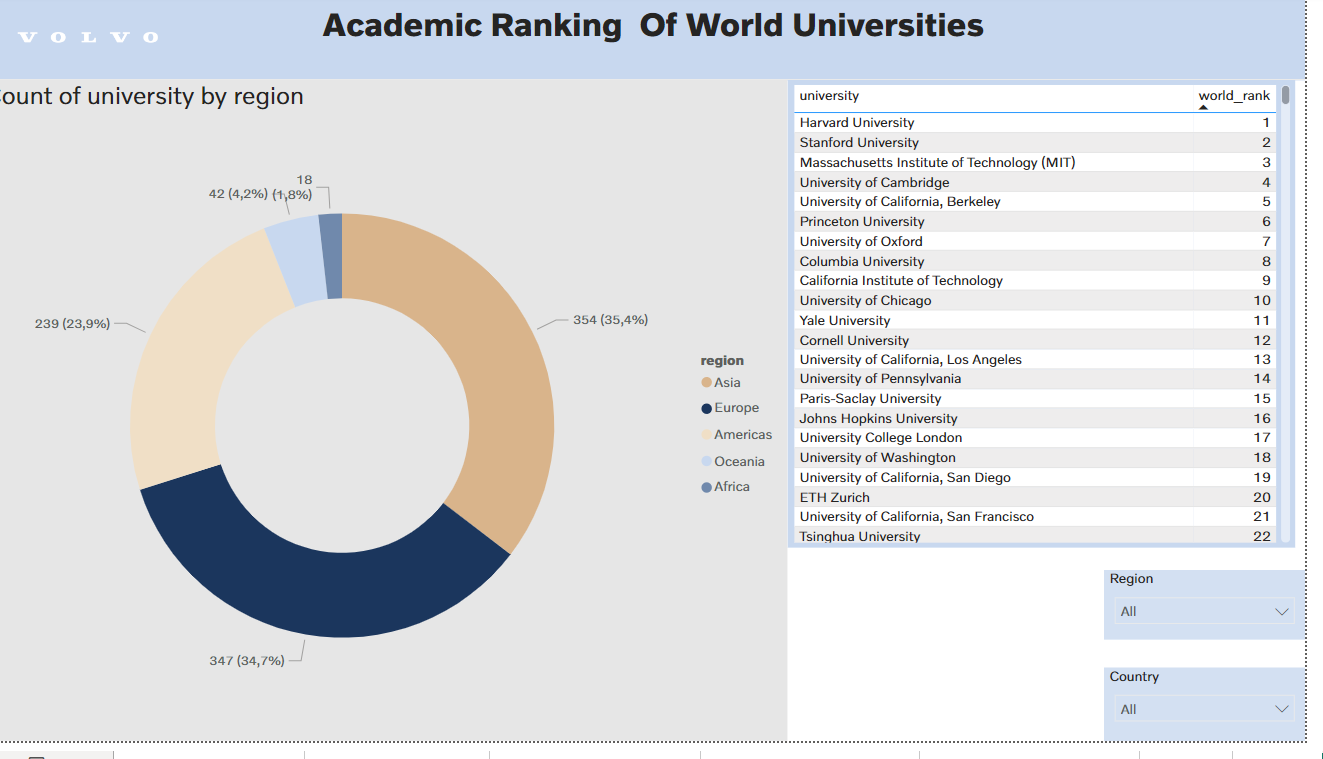 VOLVO
Academic Ranking  Of World Universities
ount of university by region
18
42 (4,2%) (1,8%)
239 (23,9%)
354 (35,4%)
347 (34,7%)
region
Asia
Europe
Americas
Oceania
Africa
university world_rank
Harvard University 1
Stanford University 2
Massachusetts Institute of Technology (MIT) 3
University of Cambridge 4
University of California, Berkeley 5
Princeton University 6
University of Oxford 7
Columbia University 8
California Institute of Technology 9
University of Chicago 10
Yale University 11
Cornell University 12
University of California, Los Angeles 13
University of Pennsylvania 14
Paris-Saclay University 15
Johns Hopkins University 16
University College London 17
University of Washington 18
University of California, San Diego 19
ETH Zurich 20
University of California, San Francisco 21
Tsinghua University 22
Region
All
Country
All